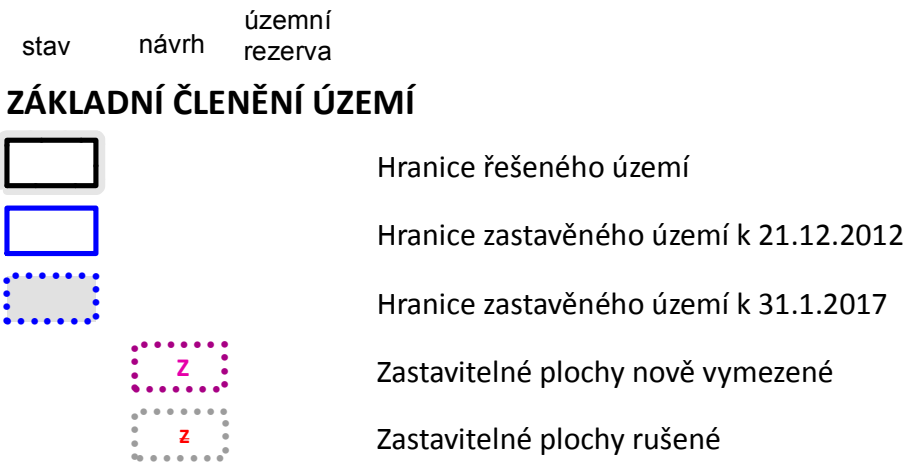 stav návrh územní
rezerva
ZÁKLADNÍ ČLENĚNÍ ÚZEMÍ
Hranice řešeného území
Hranice zastavěného území k 21.12.2012
Hranice zastavěného území k 31.1.2017
Z Zastavitelné plochy nově vymezené
z Zastavitelné plochy rušené